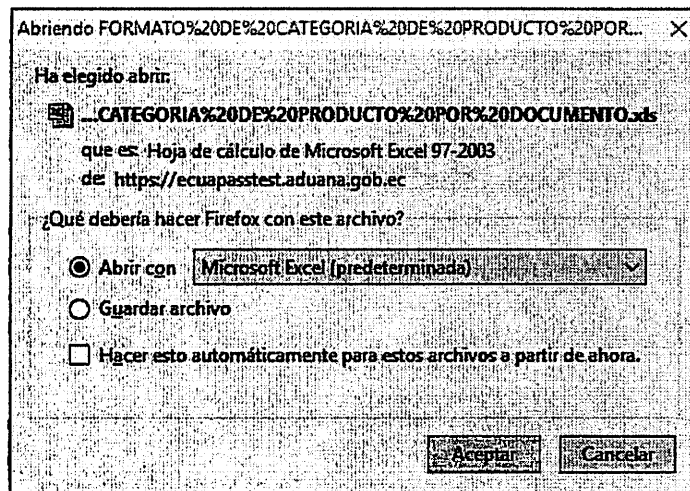 Abriendo FORMATO%20DE%20CATEGORIA%20DE%20PRODUCTO%20POR...
Ha elegido abrir:
...CATEGORIA%20DE%20PRODUCTO%20POR%20DOCUMENTO.xls
que es: Hoja de cálculo de Microsoft Excel 97-2003
de: https://ecuapasstest.aduana.gob.ec
¿Qué debería hacer Firefox con este archivo?
Abrir con Microsoft Excel (predeterminada)
Guardar archivo
Hacer esto automáticamente para estos archivos a partir de ahora.
Aceptar Cancelar